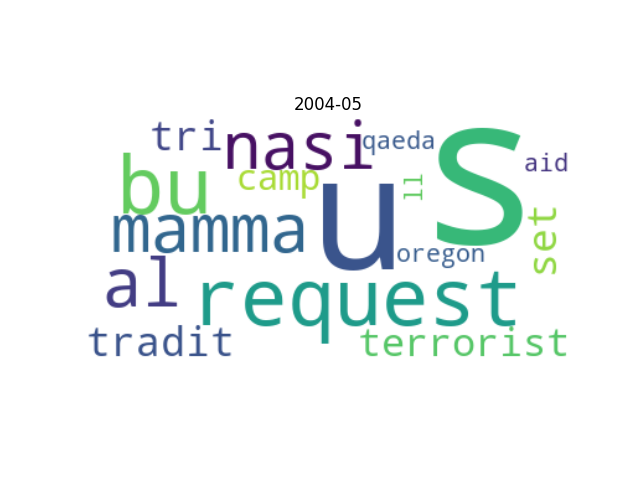 2004-05
tri
nasi
qaeda
s
aid
bu
camp
u
ll
mamma
oregon
set
al
request
tradit
terrorist